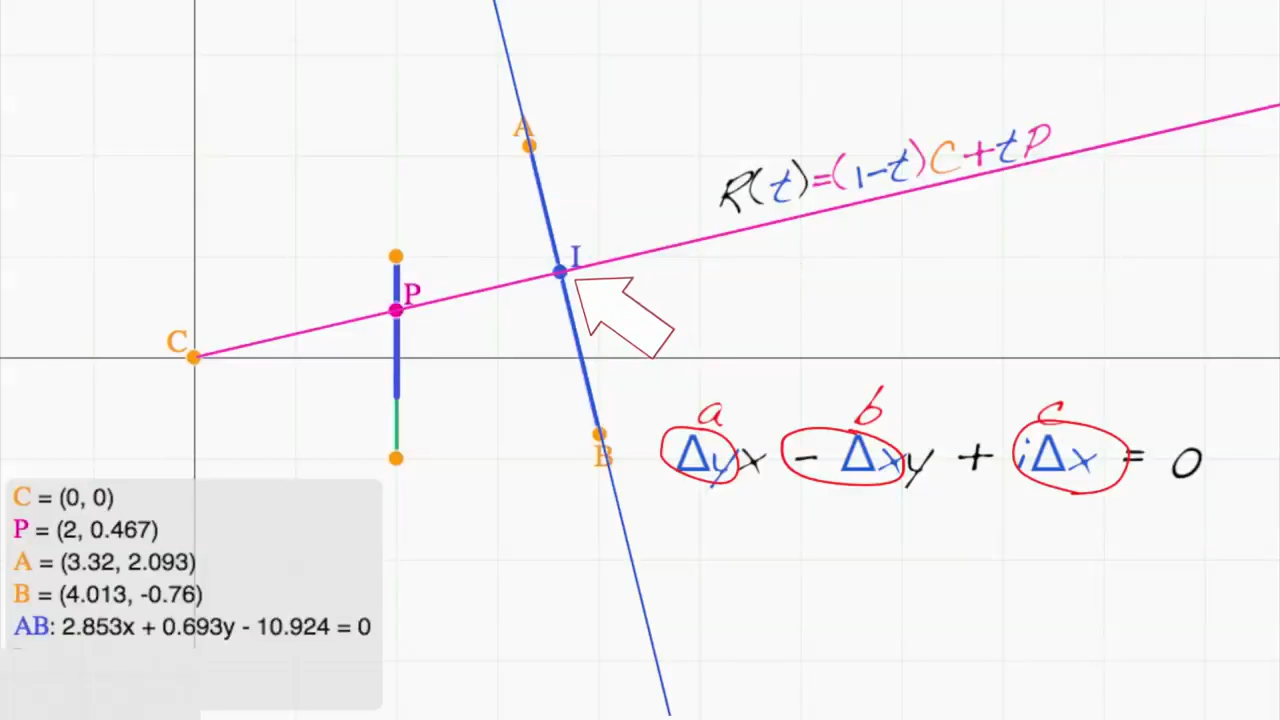 A
R(t)=(1-t)C+tP
I
P
C
a b c
Δyx - Δxy + iΔx = 0
B
C = (0, 0)
P = (2, 0.467)
A = (3.32, 2.093)
B = (4.013, -0.76)
AB: 2.853x + 0.693y - 10.924 = 0